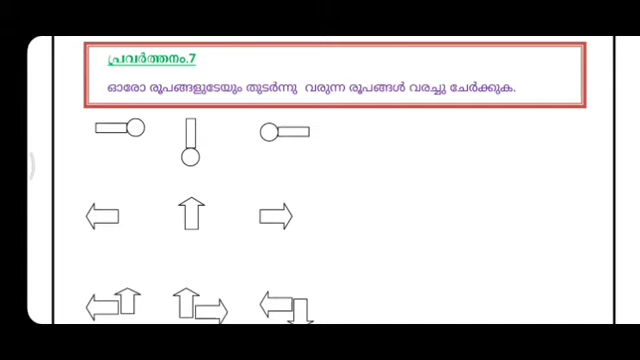 പ്രവർത്തനം.7
ഓരോ രൂപങ്ങളുടേയും തുടർന്നു വരുന്ന രൂപങ്ങൾ വരച്ചു ചേർക്കുക.